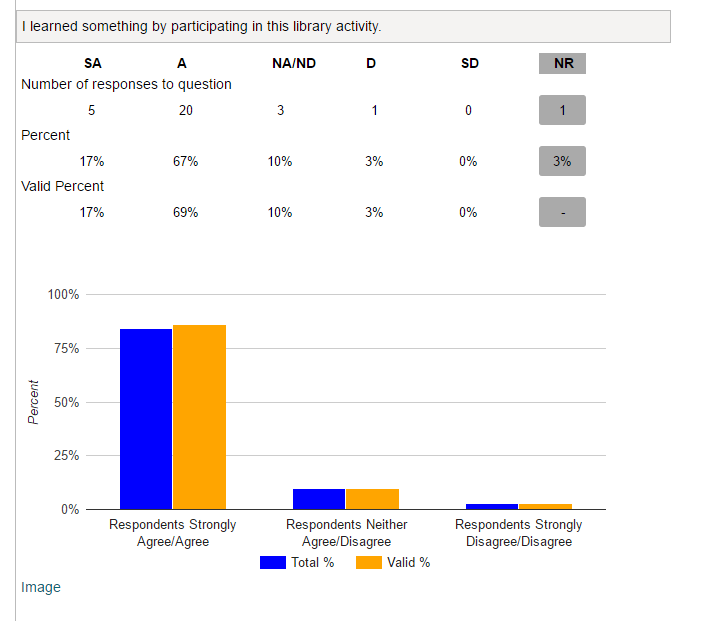 I learned something by participating in this library activity.
SA A NA/ND D SD NR
Number of responses to question
5 20 3 1 0 1
Percent
17% 67% 10% 3% 0% 3%
Valid Percent
17% 69% 10% 3% 0% -
100%
75%
50%
25%
0%
Percent
Respondents Strongly Agree/Agree
Respondents Neither Agree/Disagree
Respondents Strongly Disagree/Disagree
Total % Valid %
Image